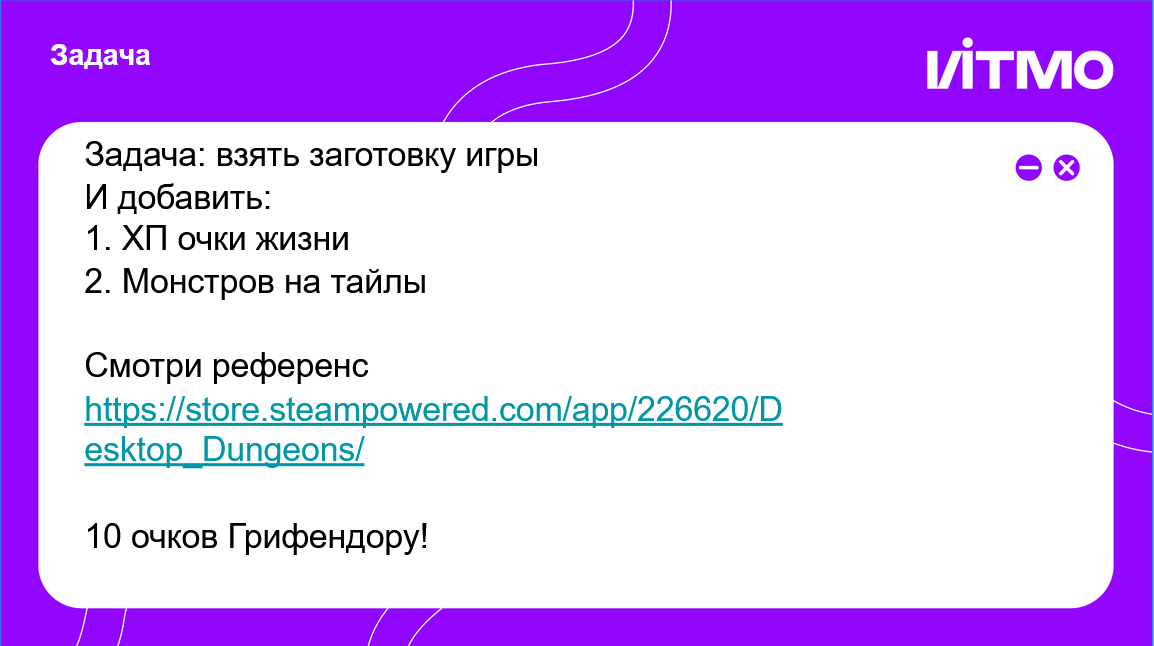 Задача
ИТМО
Задача: взять заготовку игры
И добавить:
1. ХП очки жизни
2. Монстров на тайлы
Смотри референс
https://store.steampowered.com/app/226620/D
esktop_Dungeons/
10 очков Грифендору!